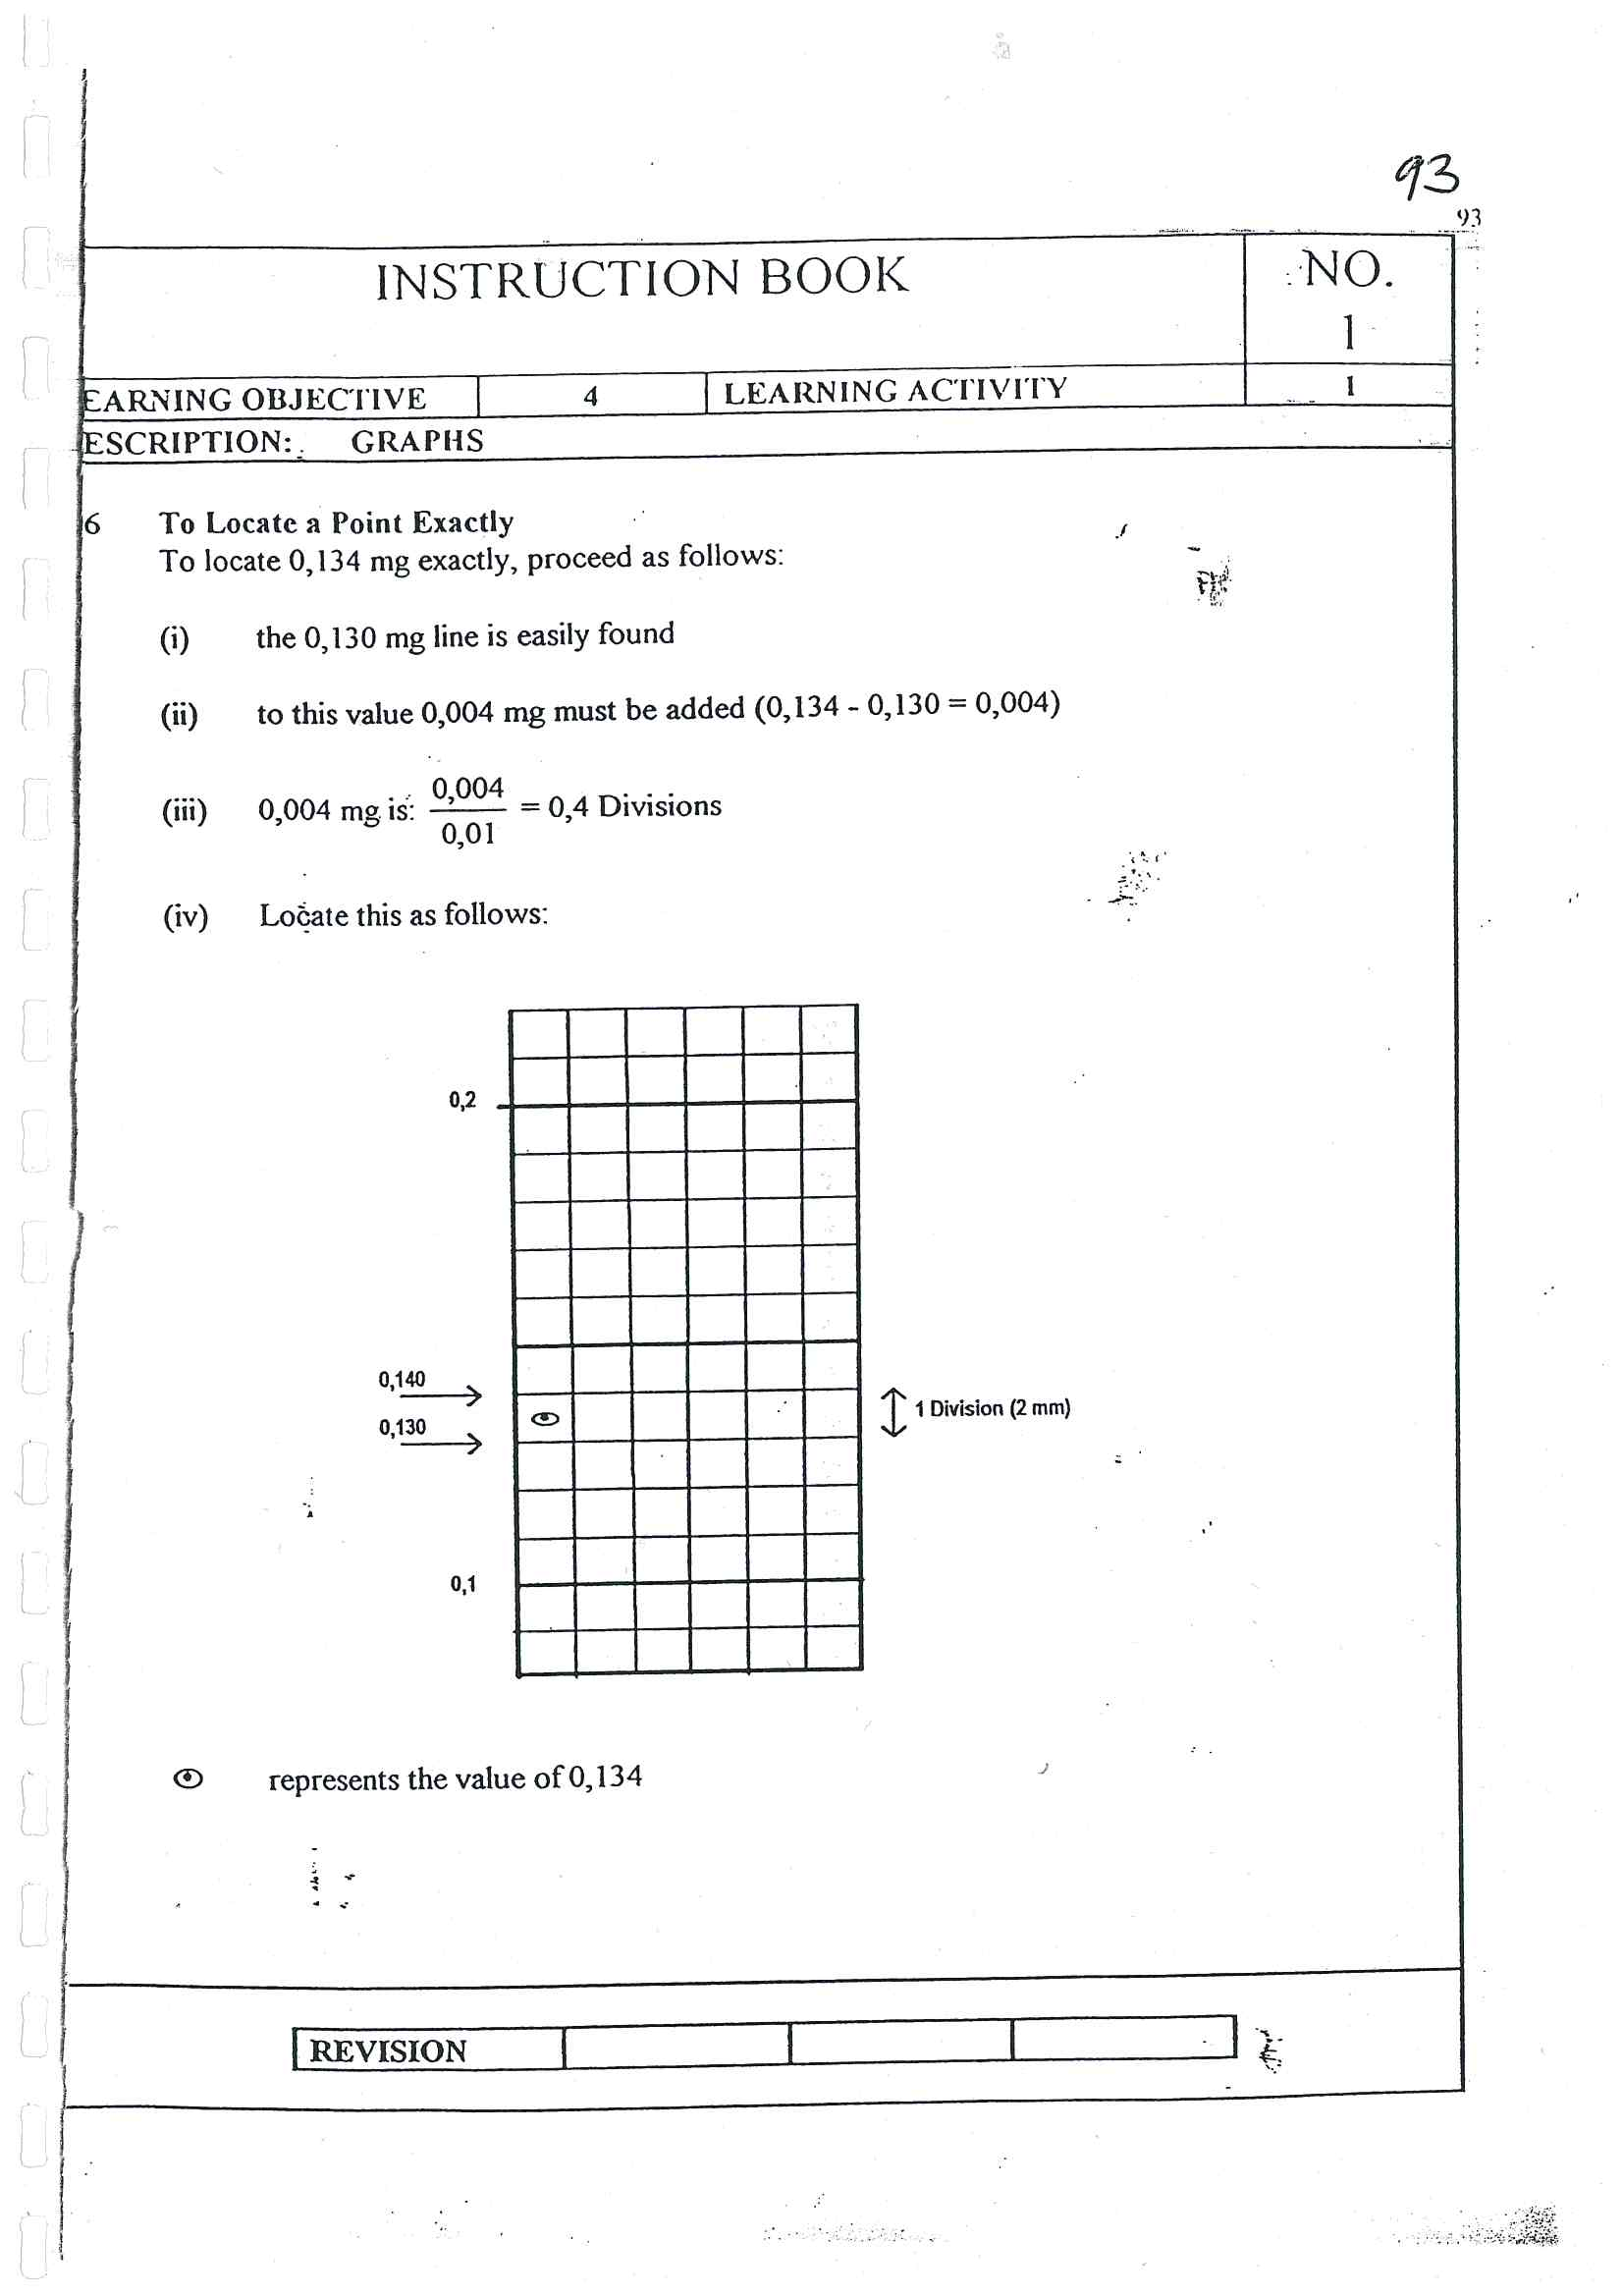 93
93
INSTRUCTION BOOK
NO.
1
EARNING OBJECTIVE 4 LEARNING ACTIVITY 1
ESCRIPTION: GRAPHS
6 To Locate a Point Exactly
To locate 0,134 mg exactly, proceed as follows:
(i) the 0,130 mg line is easily found
(ii) to this value 0,004 mg must be added (0,134 - 0,130 = 0,004)
(iii) 0,004 mg is: 0,004 / 0,01 = 0,4 Divisions
(iv) Locate this as follows:
0,2
0,140
1 Division (2 mm)
0,130
0,1
represents the value of 0,134
REVISION